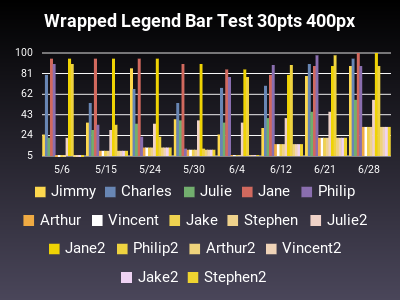 Wrapped Legend Bar Test 30pts 400px
100
81
62
43
24
5
5/6 5/15 5/24 5/30 6/4 6/12 6/21 6/28
Jimmy Charles Julie Jane Philip
Arthur Vincent Jake Stephen Julie2
Jane2 Philip2 Arthur2 Vincent2
Jake2 Stephen2